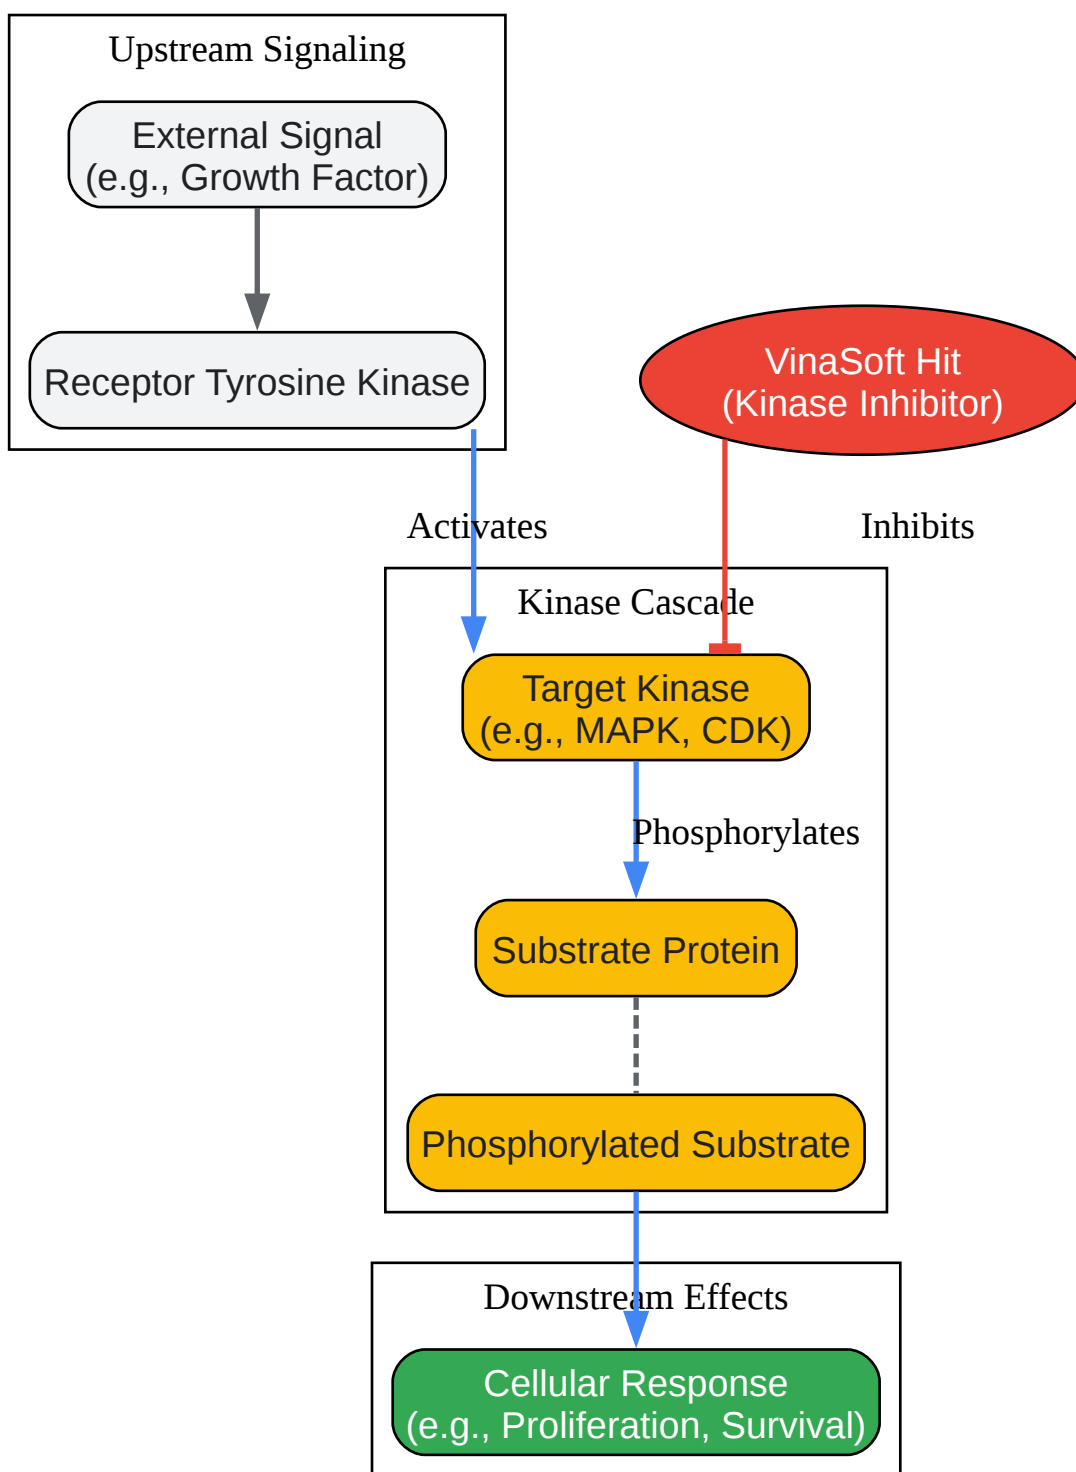 Upstream Signaling
External Signal
(e.g., Growth Factor)
Receptor Tyrosine Kinase
VinaSoft Hit
(Kinase Inhibitor)
Activates
Inhibits
Kinase Cascade
Target Kinase
(e.g., MAPK, CDK)
Phosphorylates
Substrate Protein
Phosphorylated Substrate
Downstream Effects
Cellular Response
(e.g., Proliferation, Survival)